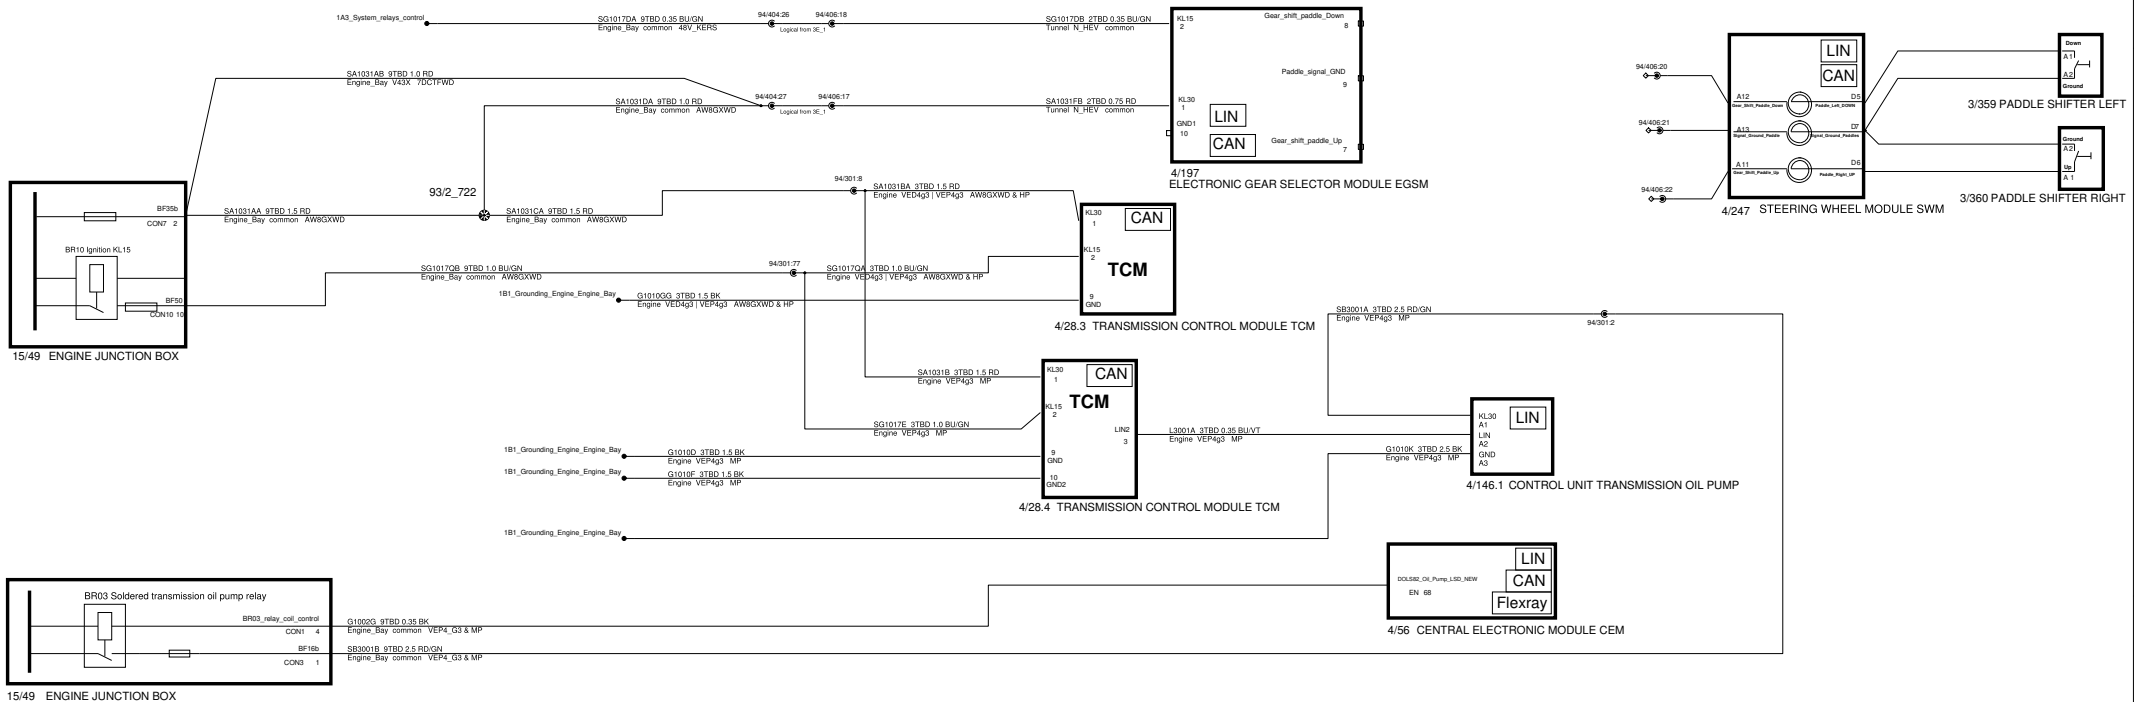 1A3_System_relays_control
SG1017DA 9TBD 0.35 BU/GN
Engine_Bay common 48V_KERS
94/404:26
94/406:18
Logical from 3E_1
SG1017DB 2TBD 0.35 BU/GN
Tunnel N_HEV common
KL15
2
Gear_shift_paddle_Down
8
Paddle_signal_GND
9
KL30
1
GND1
10
LIN
CAN
Gear_shift_paddle_Up
7
4/197
ELECTRONIC GEAR SELECTOR MODULE EGSM
SA1031AB 9TBD 1.0 RD
Engine_Bay V43X 7DCTFWD
SA1031DA 9TBD 1.0 RD
Engine_Bay common AW8GXWD
94/404:27
94/406:17
Logical from 3E_1
SA1031FB 2TBD 0.75 RD
Tunnel N_HEV common
94/406:20
94/406:21
94/406:22
LIN
CAN
A12
Gear_Shift_Paddle_Down
D5
Paddle_Left_DOWN
A13
Signal_Ground_Paddle
D7
Signal_Ground_Paddles
A11
Gear_Shift_Paddle_Up
D6
Paddle_Right_UP
4/247 STEERING WHEEL MODULE SWM
Down
A1
A2
Ground
3/359 PADDLE SHIFTER LEFT
Ground
A2
Up
A 1
3/360 PADDLE SHIFTER RIGHT
BF35b
CON7 2
BR10 Ignition KL15
BF50
CON10 10
15/49 ENGINE JUNCTION BOX
SA1031AA 9TBD 1.5 RD
Engine_Bay common AW8GXWD
93/2_722
SA1031CA 9TBD 1.5 RD
Engine_Bay common AW8GXWD
94/301:8
SA1031BA 3TBD 1.5 RD
Engine VED4g3 | VEP4g3 AW8GXWD & HP
SG1017QB 9TBD 1.0 BU/GN
Engine_Bay common AW8GXWD
94/301:77
SG1017QA 3TBD 1.0 BU/GN
Engine VED4g3 | VEP4g3 AW8GXWD & HP
1B1_Grounding_Engine_Engine_Bay
G1010GG 3TBD 1.5 BK
Engine VED4g3 | VEP4g3 AW8GXWD & HP
KL30
1
CAN
KL15
2
TCM
9
GND
4/28.3 TRANSMISSION CONTROL MODULE TCM
SB3001A 3TBD 2.5 RD/GN
Engine VEP4g3 MP
94/301:2
SA1031B 3TBD 1.5 RD
Engine VEP4g3 MP
SG1017E 3TBD 1.0 BU/GN
Engine VEP4g3 MP
1B1_Grounding_Engine_Engine_Bay
G1010D 3TBD 1.5 BK
Engine VEP4g3 MP
1B1_Grounding_Engine_Engine_Bay
G1010F 3TBD 1.5 BK
Engine VEP4g3 MP
KL30
1
CAN
TCM
KL15
2
LIN2
3
9
GND
10
GND2
4/28.4 TRANSMISSION CONTROL MODULE TCM
L3001A 3TBD 0.35 BU/VT
Engine VEP4g3 MP
G1010K 3TBD 2.5 BK
Engine VEP4g3 MP
KL30
A1
LIN
A2
GND
A3
LIN
4/146.1 CONTROL UNIT TRANSMISSION OIL PUMP
1B1_Grounding_Engine_Engine_Bay
DOLS82_Oil_Pump_LSD_NEW
EN 68
LIN
CAN
Flexray
4/56 CENTRAL ELECTRONIC MODULE CEM
BR03 Soldered transmission oil pump relay
BR03_relay_coil_control
CON1 4
BF16b
CON3 1
G1002G 9TBD 0.35 BK
Engine_Bay common VEP4_G3 & MP
SB3001B 9TBD 2.5 RD/GN
Engine_Bay common VEP4_G3 & MP
15/49 ENGINE JUNCTION BOX